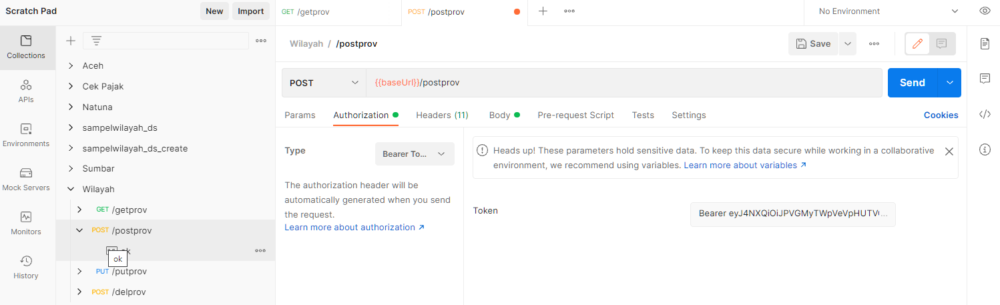 Scratch Pad
New
Import
GET /getprov
POST /postprov
No Environment
Collections
APIs
Environments
Mock Servers
Monitors
History
Aceh
Cek Pajak
Natuna
sampelwilayah_ds
sampelwilayah_ds_create
Sumbar
Wilayah
GET /getprov
POST /postprov
ok
PUT /putprov
POST /delprov
Wilayah / /postprov
Save
POST
{{baseUrl}}/postprov
Send
Params
Authorization
Headers (11)
Body
Pre-request Script
Tests
Settings
Cookies
Type
Bearer To...
The authorization header will be
automatically generated when you send
the request.
Learn more about authorization ↗
Heads up! These parameters hold sensitive data. To keep this data secure while working in a collaborative
environment, we recommend using variables. Learn more about variables ↗
Token
Bearer eyJ4NXQiOiJPVGMyTWpVeVpHUTV...